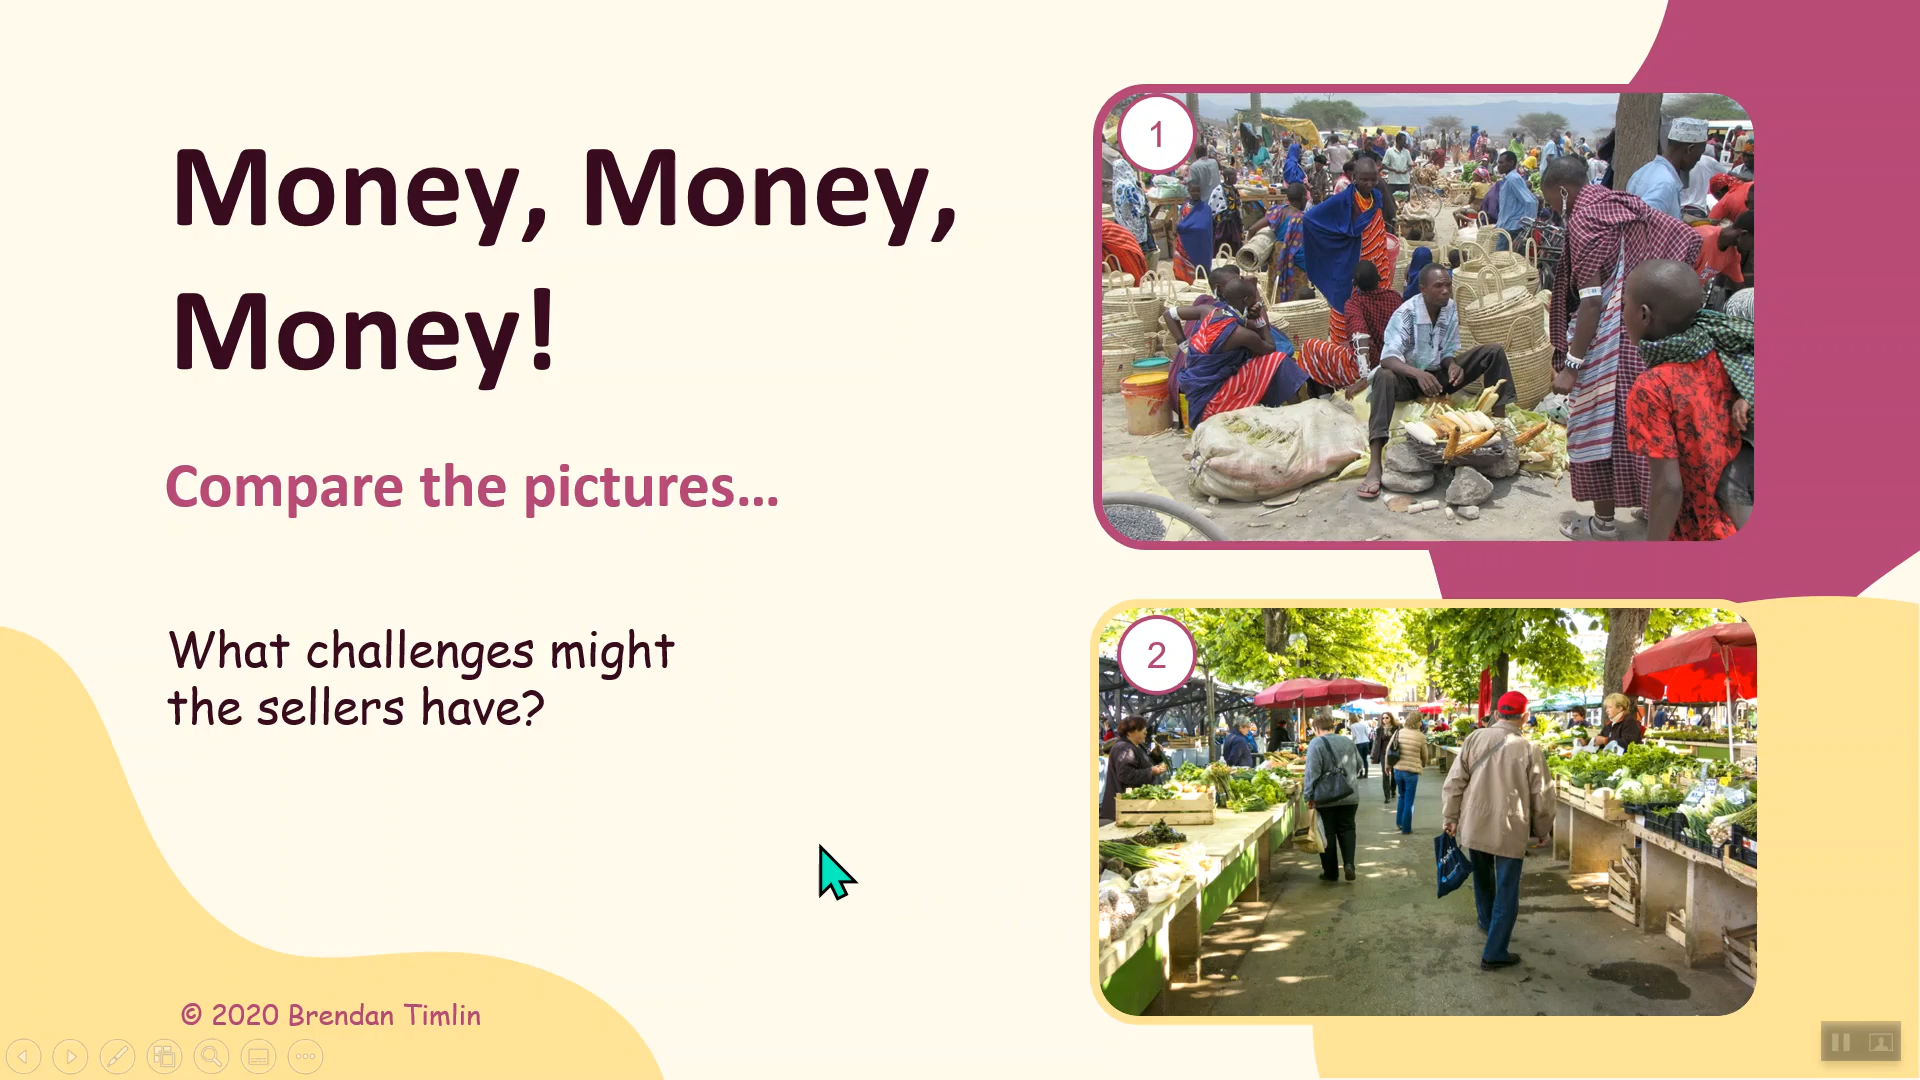 Money, Money,
Money!
Compare the pictures...
What challenges might
the sellers have?
© 2020 Brendan Timlin
1
2